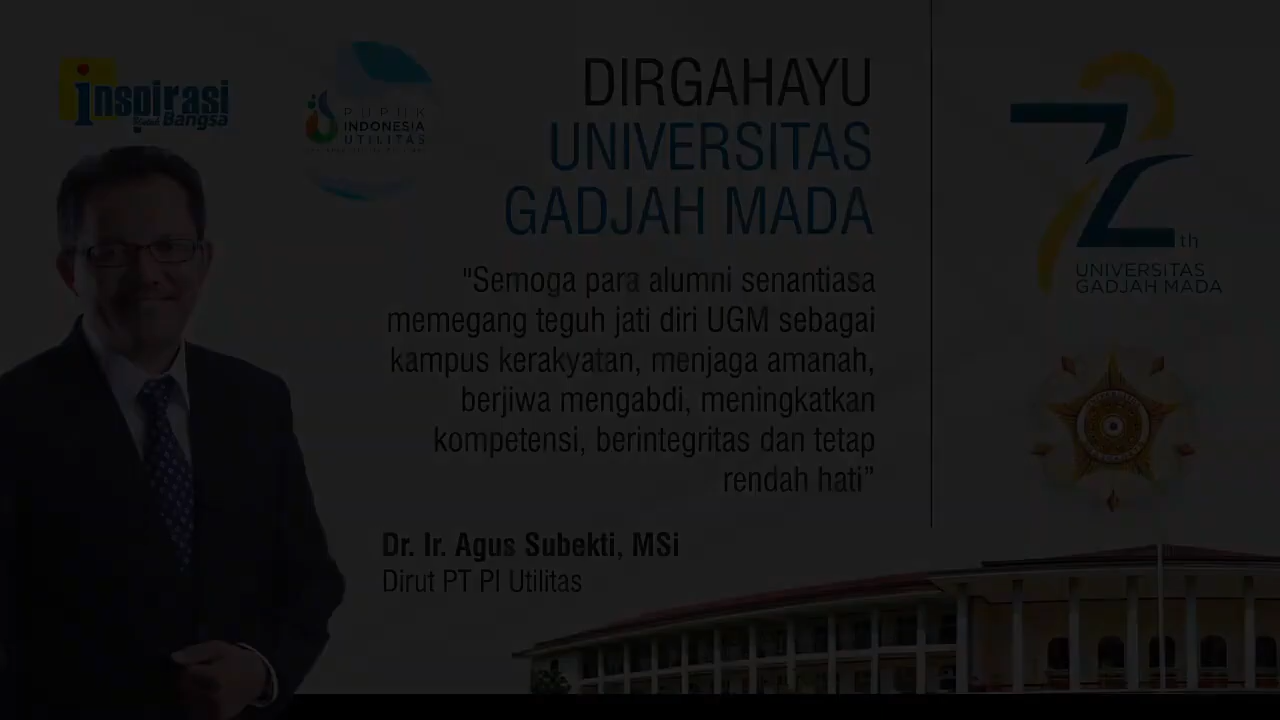 inspirasi
Bangsa
PUPUK
INDONESIA
UTILITAS
DIRGAHAYU
UNIVERSITAS
GADJAH MADA
"Semoga para alumni senantiasa
memegang teguh jati diri UGM sebagai
kampus kerakyatan, menjaga amanah,
berjiwa mengabdi, meningkatkan
kompetensi, berintegritas dan tetap
rendah hati”
Dr. Ir. Agus Subekti, MSi
Dirut PT PI Utilitas
72th
UNIVERSITAS
GADJAH MADA